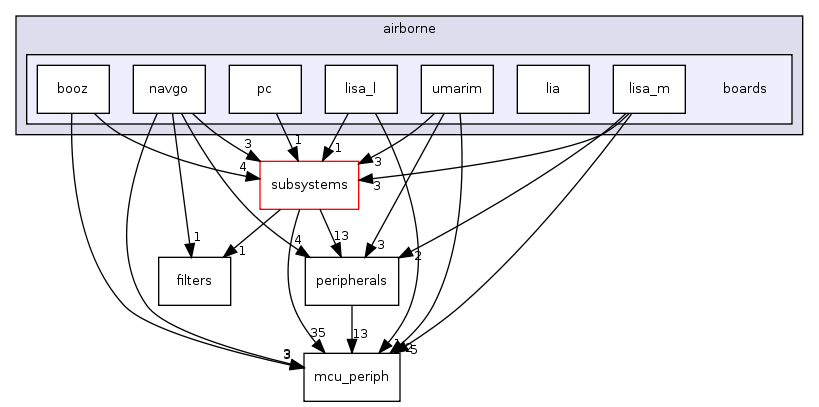 airborne
booz
navgo
pc
lisa_l
umarim
lia
lisa_m
boards
3
1
1
3
4
3
subsystems
1
4
13
3
2
1
filters
peripherals
35
13
3
3
5
mcu_periph